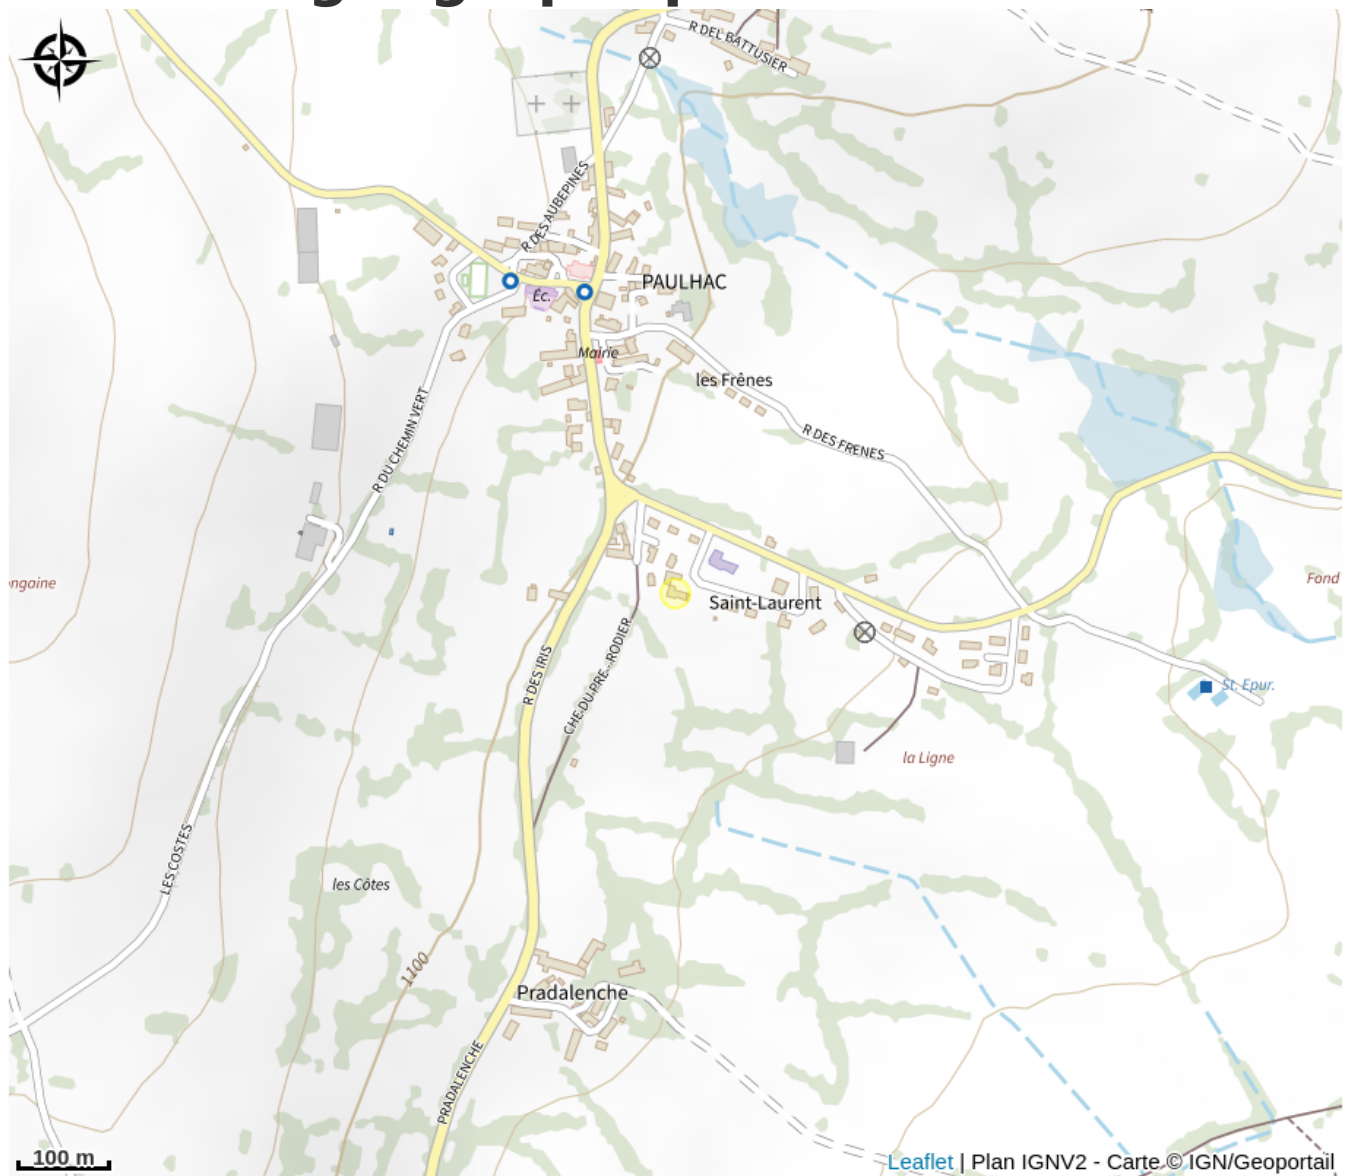 R DEL BATTUSIER
R DES AUBEPINES
PAULHAC
Éc.
Mairie
les Frênes
R DU CHEMIN VERT
R DES FRENES
ongaine
Fond
Saint-Laurent
R DES IRIS
CHE-DU-PRE...RODIER
St. Epur.
la Ligne
LES COSTES
les Côtes
1100
Pradalenche
PRADALENCHE
100 m
Leaflet | Plan IGNV2 - Carte © IGN/Geoportail